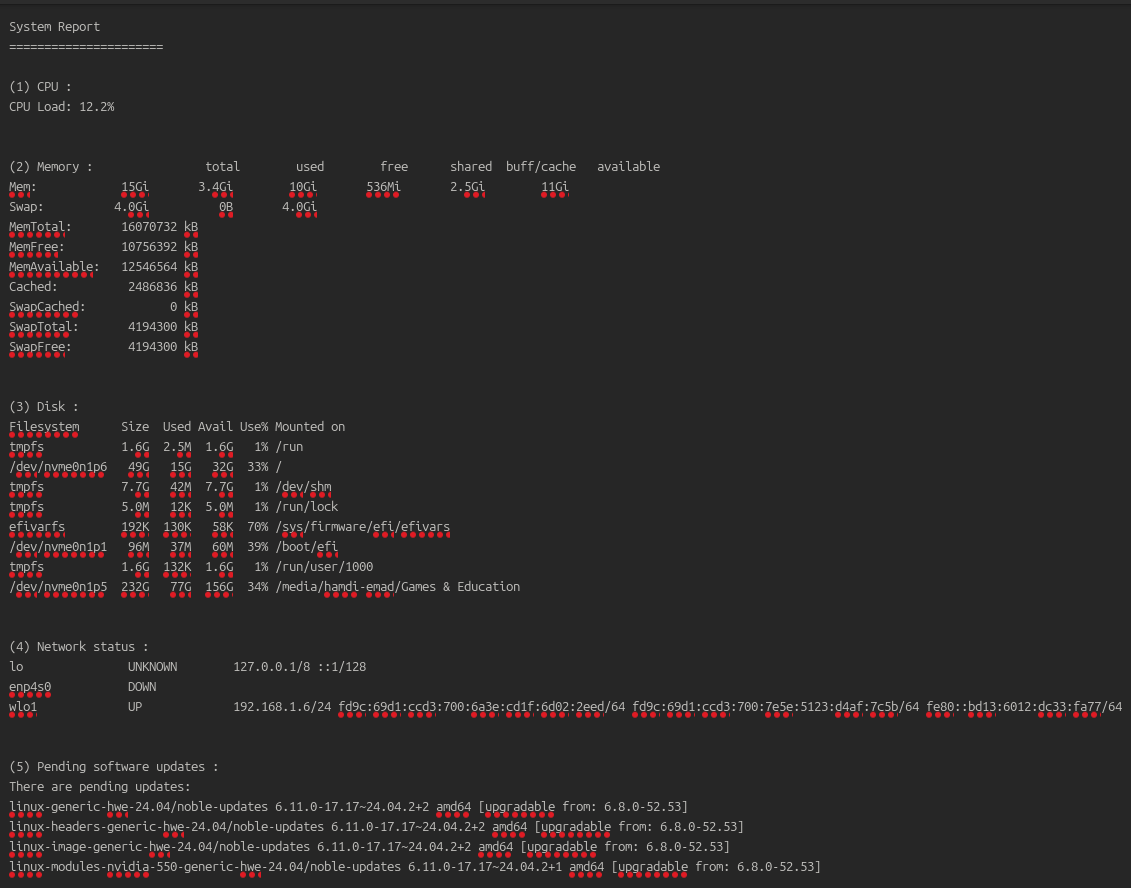 System Report
======================
(1) CPU :
CPU Load: 12.2%
(2) Memory :                total        used        free      shared  buff/cache   available
Mem:            15Gi       3.4Gi        10Gi       536Mi       2.5Gi        11Gi
Swap:          4.0Gi          0B       4.0Gi
MemTotal:       16070732 kB
MemFree:        10756392 kB
MemAvailable:   12546564 kB
Cached:          2486836 kB
SwapCached:            0 kB
SwapTotal:       4194300 kB
SwapFree:        4194300 kB
(3) Disk :
Filesystem      Size  Used Avail Use% Mounted on
tmpfs           1.6G  2.5M  1.6G   1% /run
/dev/nvme0n1p6   49G   15G   32G  33% /
tmpfs           7.7G   42M  7.7G   1% /dev/shm
tmpfs           5.0M   12K  5.0M   1% /run/lock
efivarfs        192K  130K   58K  70% /sys/firmware/efi/efivars
/dev/nvme0n1p1   96M   37M   60M  39% /boot/efi
tmpfs           1.6G  132K  1.6G   1% /run/user/1000
/dev/nvme0n1p5  232G   77G  156G  34% /media/hamdi-emad/Games & Education
(4) Network status :
lo               UNKNOWN        127.0.0.1/8 ::1/128
enp4s0           DOWN
wlo1             UP             192.168.1.6/24 fd9c:69d1:ccd3:700:6a3e:cd1f:6d02:2eed/64 fd9c:69d1:ccd3:700:7e5e:5123:d4af:7c5b/64 fe80::bd13:6012:dc33:fa77/64
(5) Pending software updates :
There are pending updates:
linux-generic-hwe-24.04/noble-updates 6.11.0-17.17~24.04.2+2 amd64 [upgradable from: 6.8.0-52.53]
linux-headers-generic-hwe-24.04/noble-updates 6.11.0-17.17~24.04.2+2 amd64 [upgradable from: 6.8.0-52.53]
linux-image-generic-hwe-24.04/noble-updates 6.11.0-17.17~24.04.2+2 amd64 [upgradable from: 6.8.0-52.53]
linux-modules-nvidia-550-generic-hwe-24.04/noble-updates 6.11.0-17.17~24.04.2+1 amd64 [upgradable from: 6.8.0-52.53]